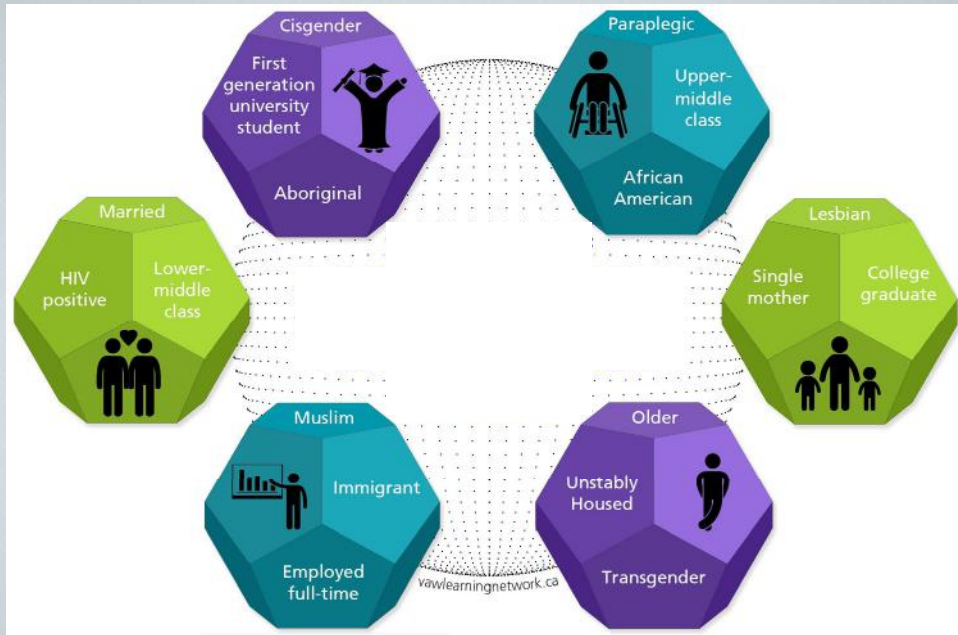 Cisgender
First
generation
university
student
Aboriginal
Paraplegic
Upper-
middle
class
African
American
Married
HIV
positive
Lower-
middle
class
Lesbian
Single
mother
College
graduate
Muslim
Immigrant
Employed
full-time
Older
Unstably
Housed
Transgender
vawlearningnetwork.ca